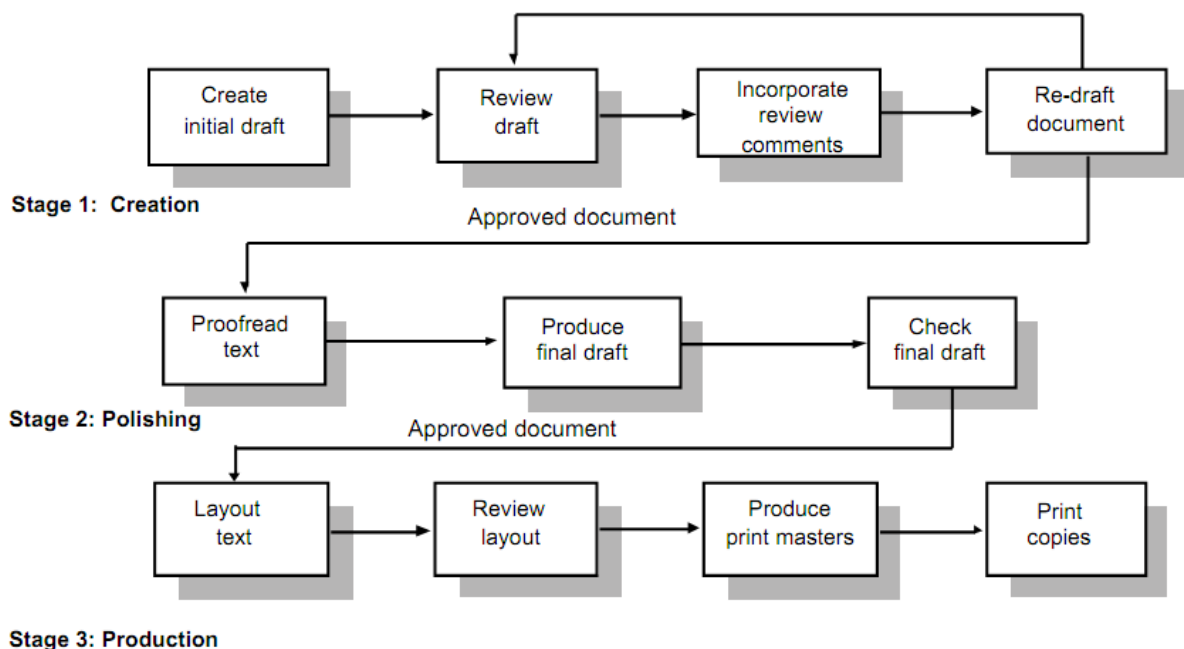 Create
initial draft
Review
draft
Incorporate
review
comments
Re-draft
document
Stage 1: Creation
Approved document
Proofread
text
Produce
final draft
Check
final draft
Stage 2: Polishing
Approved document
Layout
text
Review
layout
Produce
print masters
Print
copies
Stage 3: Production